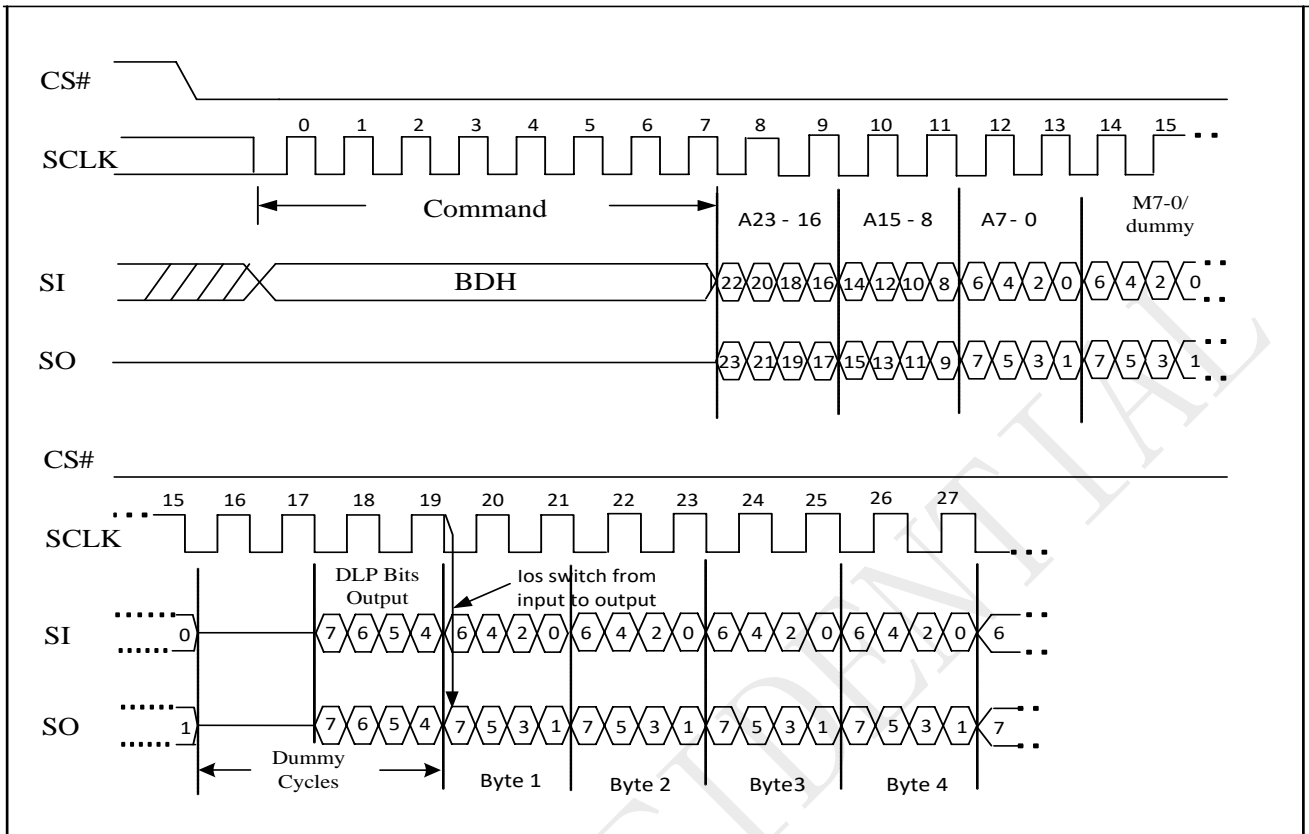 CS#
0 1 2 3 4 5 6 7 8 9 10 11 12 13 14 15
SCLK
Command
A23 - 16 A15 - 8 A7 - 0 M7-0/
dummy
SI BDH 22 20 18 16 14 12 10 8 6 4 2 0 6 4 2 0
SO 23 21 19 17 15 13 11 9 7 5 3 1 7 5 3 1
CS#
15 16 17 18 19 20 21 22 23 24 25 26 27
SCLK
DLP Bits
Output
Ios switch from
input to output
SI 0 7 6 5 4 6 4 2 0 6 4 2 0 6 4 2 0 6 4 2 0 6
SO 1 7 6 5 4 7 5 3 1 7 5 3 1 7 5 3 1 7 5 3 1 7
Dummy
Cycles
Byte 1 Byte 2 Byte3 Byte 4